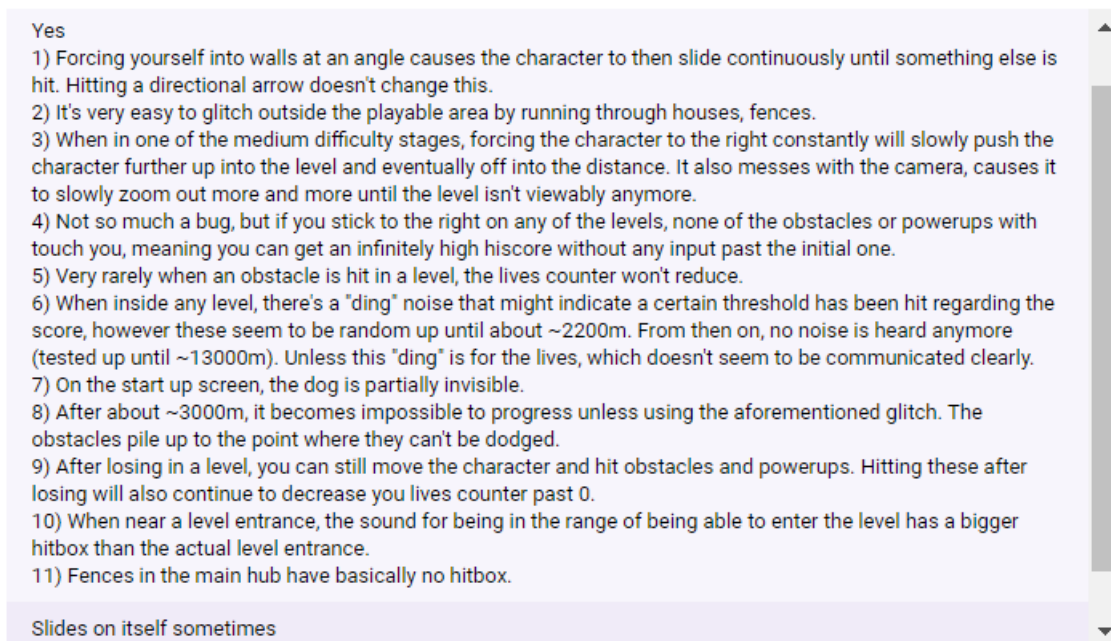 Yes
1) Forcing yourself into walls at an angle causes the character to then slide continuously until something else is
hit. Hitting a directional arrow doesn't change this.
2) It's very easy to glitch outside the playable area by running through houses, fences.
3) When in one of the medium difficulty stages, forcing the character to the right constantly will slowly push the
character further up into the level and eventually off into the distance. It also messes with the camera, causes it
to slowly zoom out more and more until the level isn't viewably anymore.
4) Not so much a bug, but if you stick to the right on any of the levels, none of the obstacles or powerups with
touch you, meaning you can get an infinitely high hiscore without any input past the initial one.
5) Very rarely when an obstacle is hit in a level, the lives counter won't reduce.
6) When inside any level, there's a "ding" noise that might indicate a certain threshold has been hit regarding the
score, however these seem to be random up until about ~2200m. From then on, no noise is heard anymore
(tested up until ~13000m). Unless this "ding" is for the lives, which doesn't seem to be communicated clearly.
7) On the start up screen, the dog is partially invisible.
8) After about ~3000m, it becomes impossible to progress unless using the aforementioned glitch. The
obstacles pile up to the point where they can't be dodged.
9) After losing in a level, you can still move the character and hit obstacles and powerups. Hitting these after
losing will also continue to decrease you lives counter past 0.
10) When near a level entrance, the sound for being in the range of being able to enter the level has a bigger
hitbox than the actual level entrance.
11) Fences in the main hub have basically no hitbox.
Slides on itself sometimes